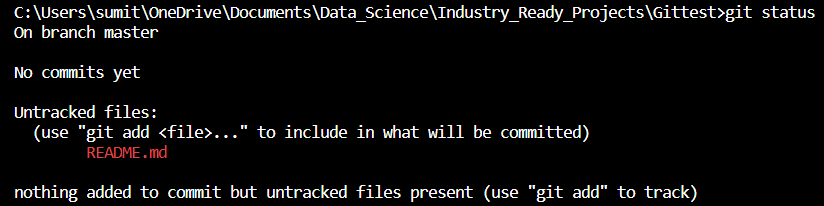 C:\Users\sumit\OneDrive\Documents\Data_Science\Industry_Ready_Projects\Gittest>git status
On branch master
No commits yet
Untracked files:
(use "git add <file>..." to include in what will be committed)
README.md
nothing added to commit but untracked files present (use "git add" to track)